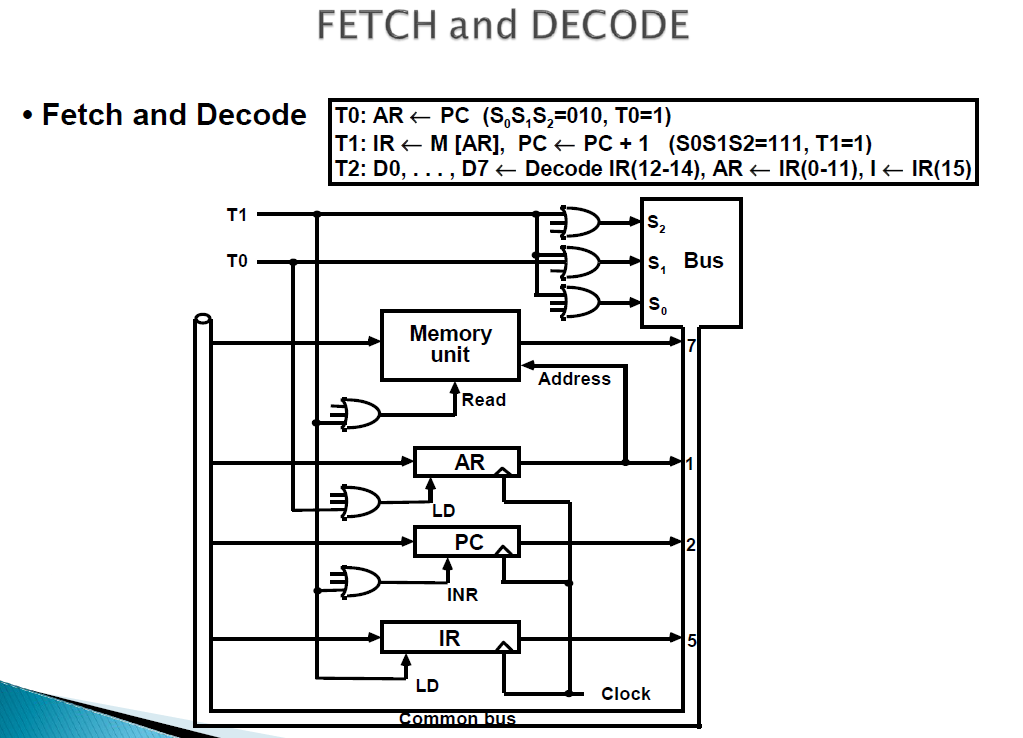 FETCH and DECODE
• Fetch and Decode
T0: AR ← PC (S0S1S2=010, T0=1)
T1: IR ← M [AR], PC ← PC + 1 (S0S1S2=111, T1=1)
T2: D0, . . . , D7 ← Decode IR(12-14), AR ← IR(0-11), I ← IR(15)
T1
S2
T0
S1 Bus
S0
Memory
unit
7
Address
Read
AR
1
LD
PC
2
INR
IR
5
LD
Clock
Common bus